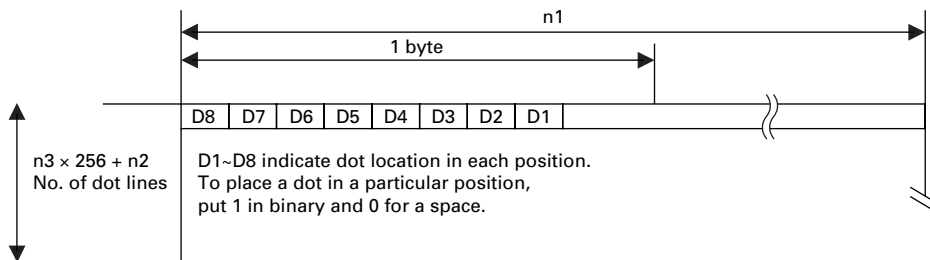 n1
1 byte
D8 D7 D6 D5 D4 D3 D2 D1
n3 × 256 + n2
No. of dot lines
D1~D8 indicate dot location in each position.
To place a dot in a particular position,
put 1 in binary and 0 for a space.